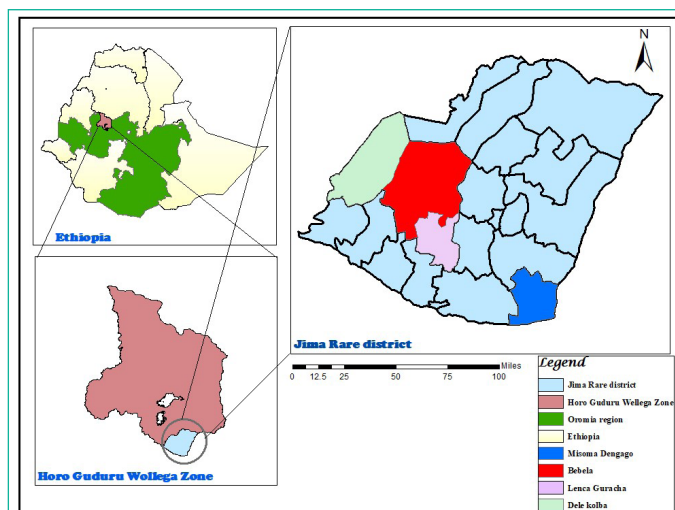 N
Ethiopia
Jima Rare district
Miles
0 12.5 25 50 75 100
Horo Guduru Wollega Zone
Legend
Jima Rare district
Horo Guduru Wellega Zone
Oromia region
Ethiopia
Misoma Dengago
Bebela
Lenca Guracha
Dele kolba